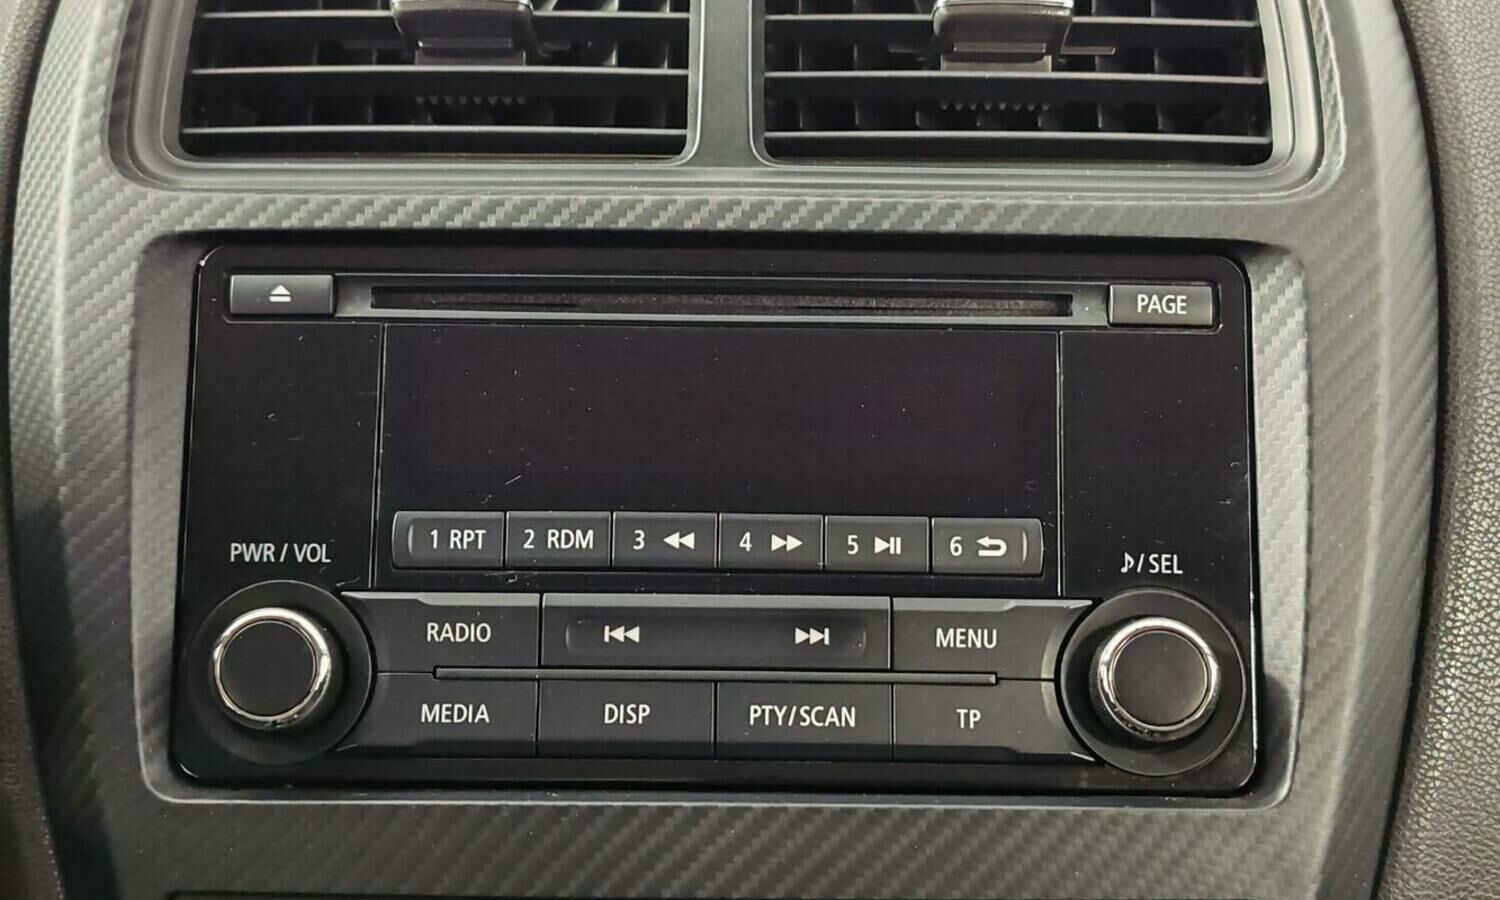 PAGE
1 RPT
2 RDM
3
4
5
6
PWR / VOL
/ SEL
RADIO
MENU
MEDIA
DISP
PTY/SCAN
TP